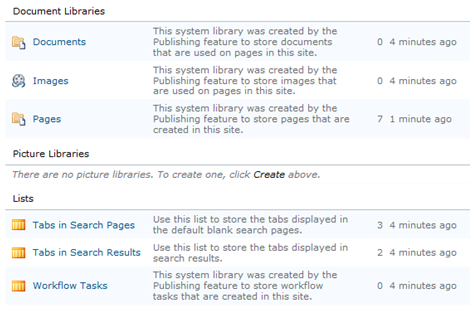 Document Libraries
Documents
This system library was created by the
Publishing feature to store documents
that are used on pages in this site.
0 4 minutes ago
Images
This system library was created by the
Publishing feature to store images that
are used on pages in this site.
0 4 minutes ago
Pages
This system library was created by the
Publishing feature to store pages that are
created in this site.
7 1 minute ago
Picture Libraries
There are no picture libraries. To create one, click Create above.
Lists
Tabs in Search Pages
Use this list to store the tabs displayed in
the default blank search pages.
3 4 minutes ago
Tabs in Search Results
Use this list to store the tabs displayed in
search results.
2 4 minutes ago
Workflow Tasks
This system library was created by the
Publishing feature to store workflow
tasks that are created in this site.
0 4 minutes ago